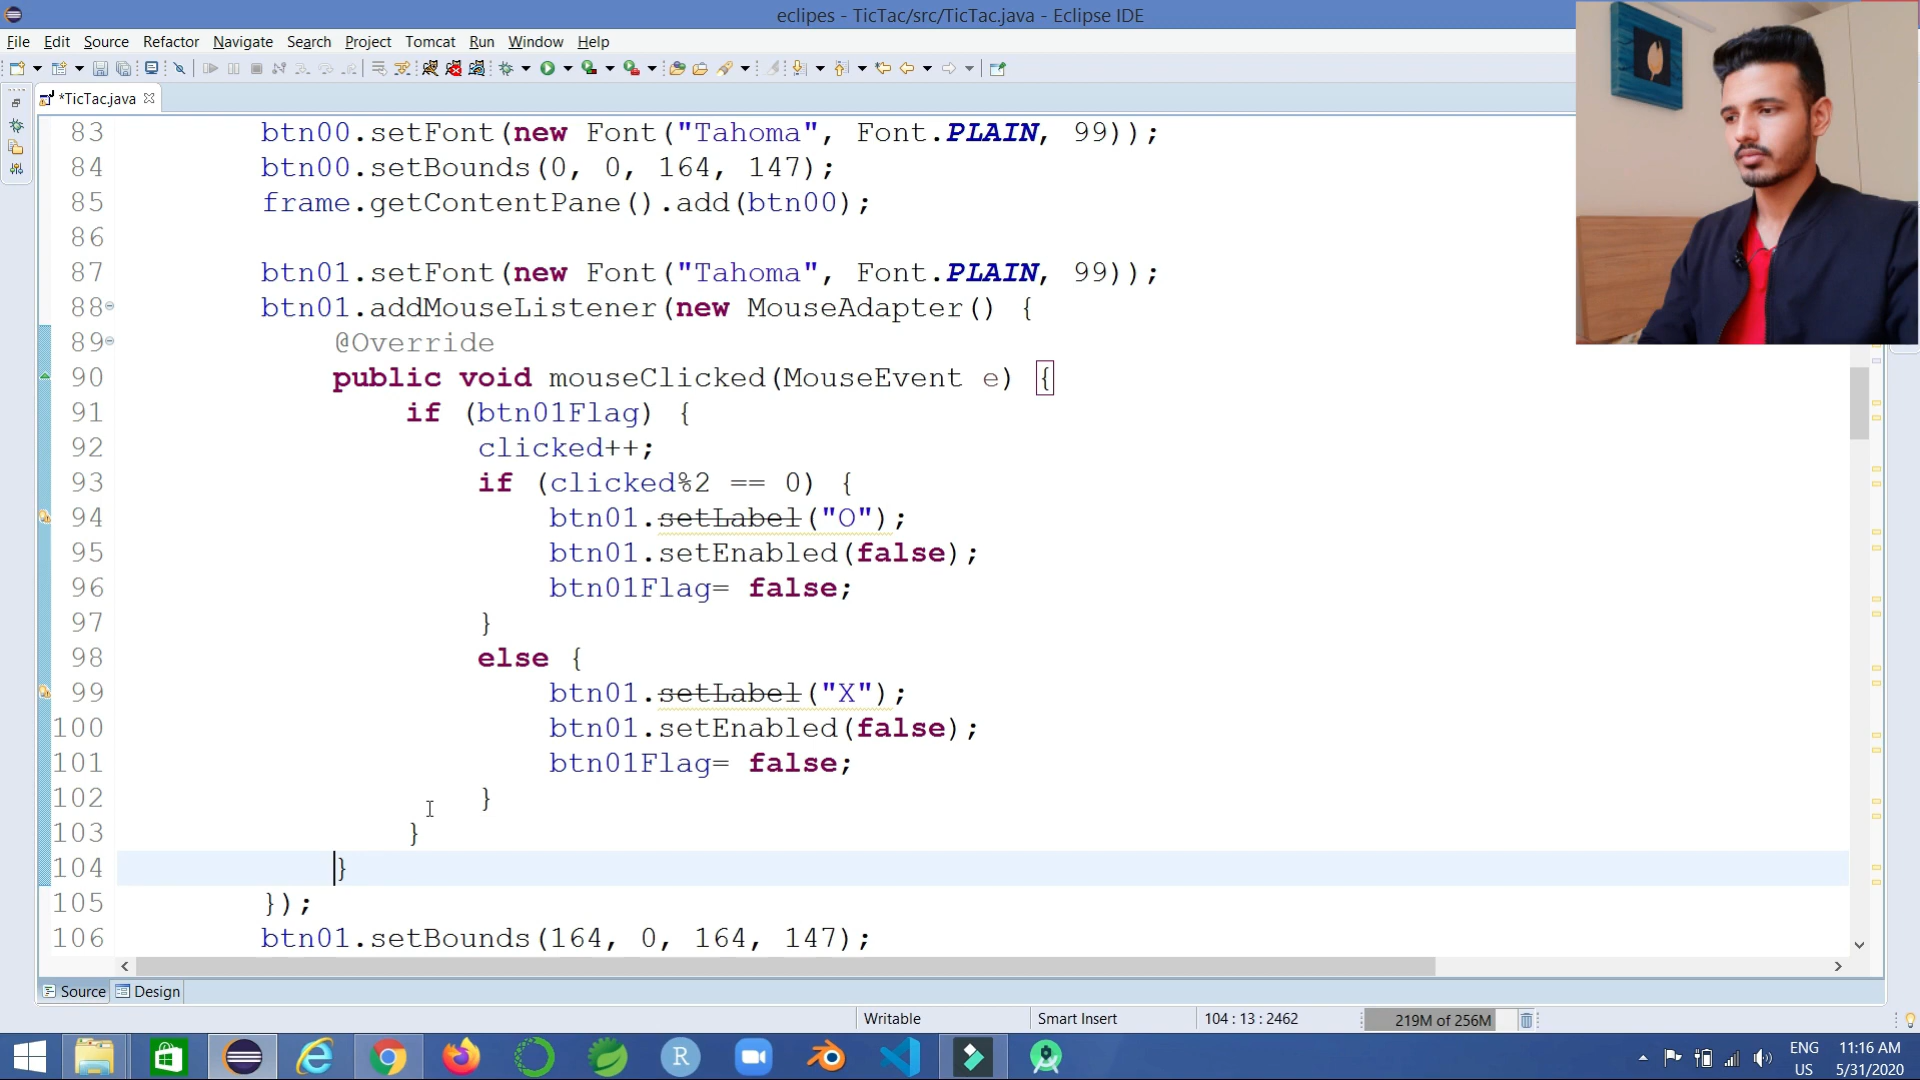 eclipes - TicTac/src/TicTac.java - Eclipse IDE
File Edit Source Refactor Navigate Search Project Tomcat Run Window Help
*TicTac.java
83 btn00.setFont(new Font("Tahoma", Font.PLAIN, 99));
84 btn00.setBounds(0, 0, 164, 147);
85 frame.getContentPane().add(btn00);
86
87 btn01.setFont(new Font("Tahoma", Font.PLAIN, 99));
88 btn01.addMouseListener(new MouseAdapter() {
89 @Override
90 public void mouseClicked(MouseEvent e) {
91 if (btn01Flag) {
92 clicked++;
93 if (clicked%2 == 0) {
94 btn01.setLabel("O");
95 btn01.setEnabled(false);
96 btn01Flag= false;
97 }
98 else {
99 btn01.setLabel("X");
100 btn01.setEnabled(false);
101 btn01Flag= false;
102 }
103 }
104 }
105 });
106 btn01.setBounds(164, 0, 164, 147);
Source Design
Writable Smart Insert 104 : 13 : 2462 219M of 256M
R
ENG 11:16 AM
US 5/31/2020